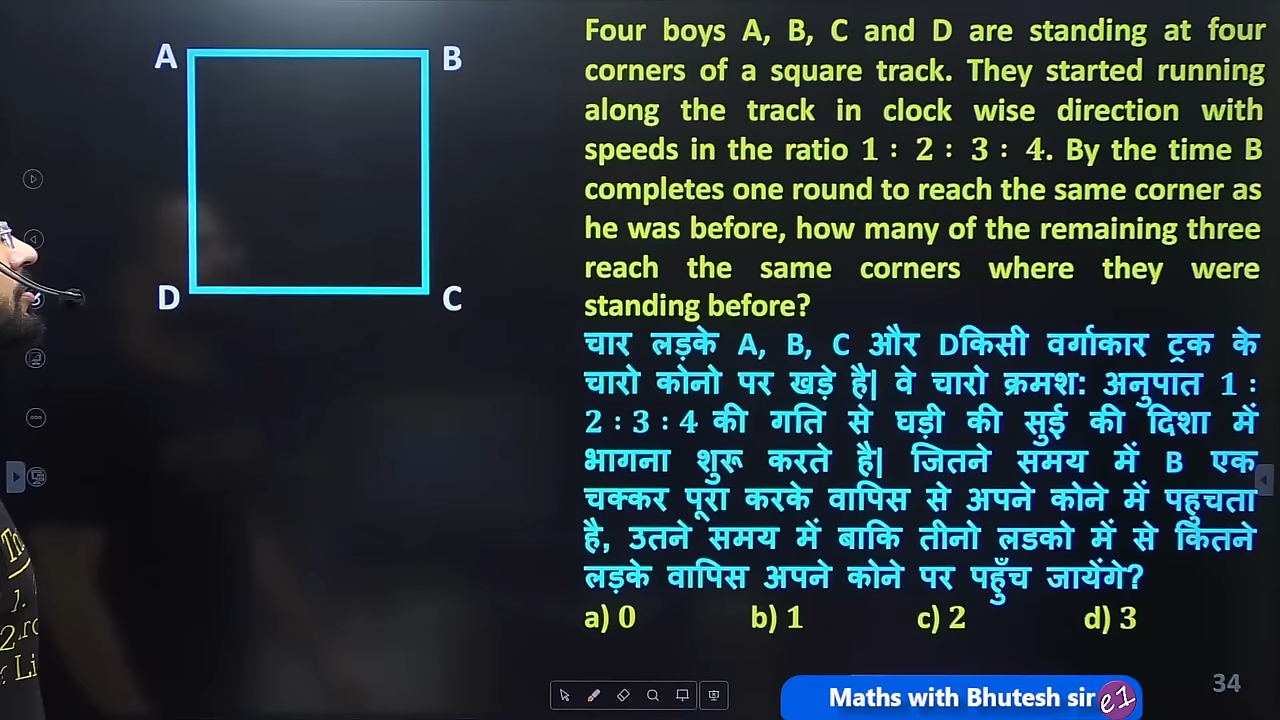 A
B
D
C
Four boys A, B, C and D are standing at four
corners of a square track. They started running
along the track in clock wise direction with
speeds in the ratio 1 : 2 : 3 : 4. By the time B
completes one round to reach the same corner as
he was before, how many of the remaining three
reach the same corners where they were
standing before?
चार लड़के A, B, C और Dकिसी वर्गाकार ट्रक के
चारो कोनो पर खड़े है| वे चारो क्रमश: अनुपात 1 :
2 : 3 : 4 की गति से घड़ी की सुई की दिशा में
भागना शुरू करते है| जितने समय में B एक
चक्कर पूरा करके वापिस से अपने कोने में पहुचता
है, उतने समय में बाकि तीनो लडको में से कितने
लड़के वापिस अपने कोने पर पहुँच जायेंगे?
a) 0 b) 1 c) 2 d) 3
1.
Maths with Bhutesh sir e1
34